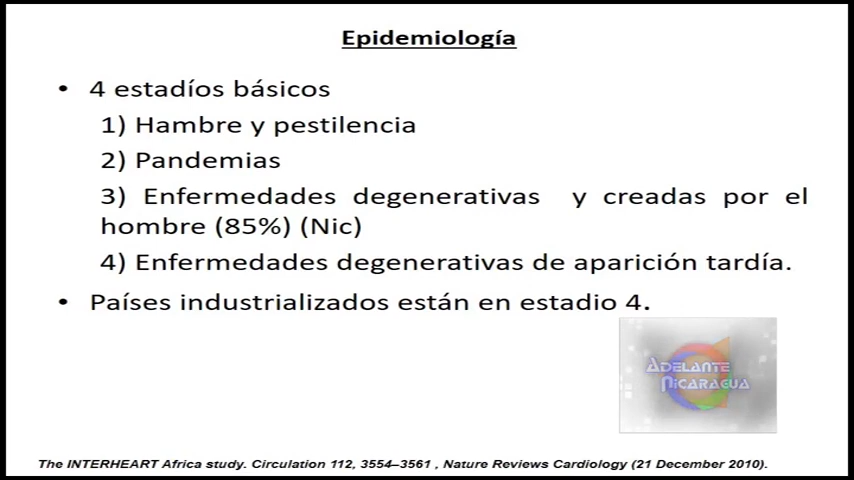 Epidemiología
• 4 estadíos básicos
1) Hambre y pestilencia
2) Pandemias
3) Enfermedades degenerativas y creadas por el
hombre (85%) (Nic)
4) Enfermedades degenerativas de aparición tardía.
• Países industrializados están en estadio 4.
ADELANTE
NICARAGUA
The INTERHEART Africa study. Circulation 112, 3554–3561 , Nature Reviews Cardiology (21 December 2010).